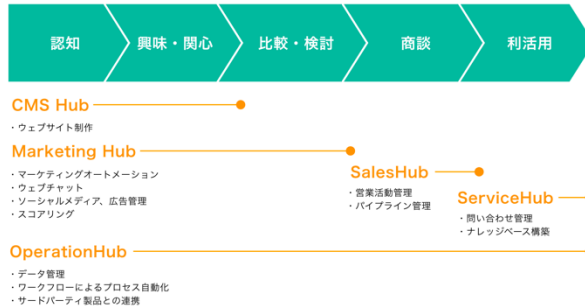 認知
興味・関心
比較・検討
商談
利活用
CMS Hub
・ウェブサイト制作
Marketing Hub
・マーケティングオートメーション
・ウェブチャット
・ソーシャルメディア、広告管理
・スコアリング
SalesHub
・営業活動管理
・パイプライン管理
ServiceHub
・問い合わせ管理
・ナレッジベース構築
OperationHub
・データ管理
・ワークフローによるプロセス自動化
・サードパーティ製品との連携